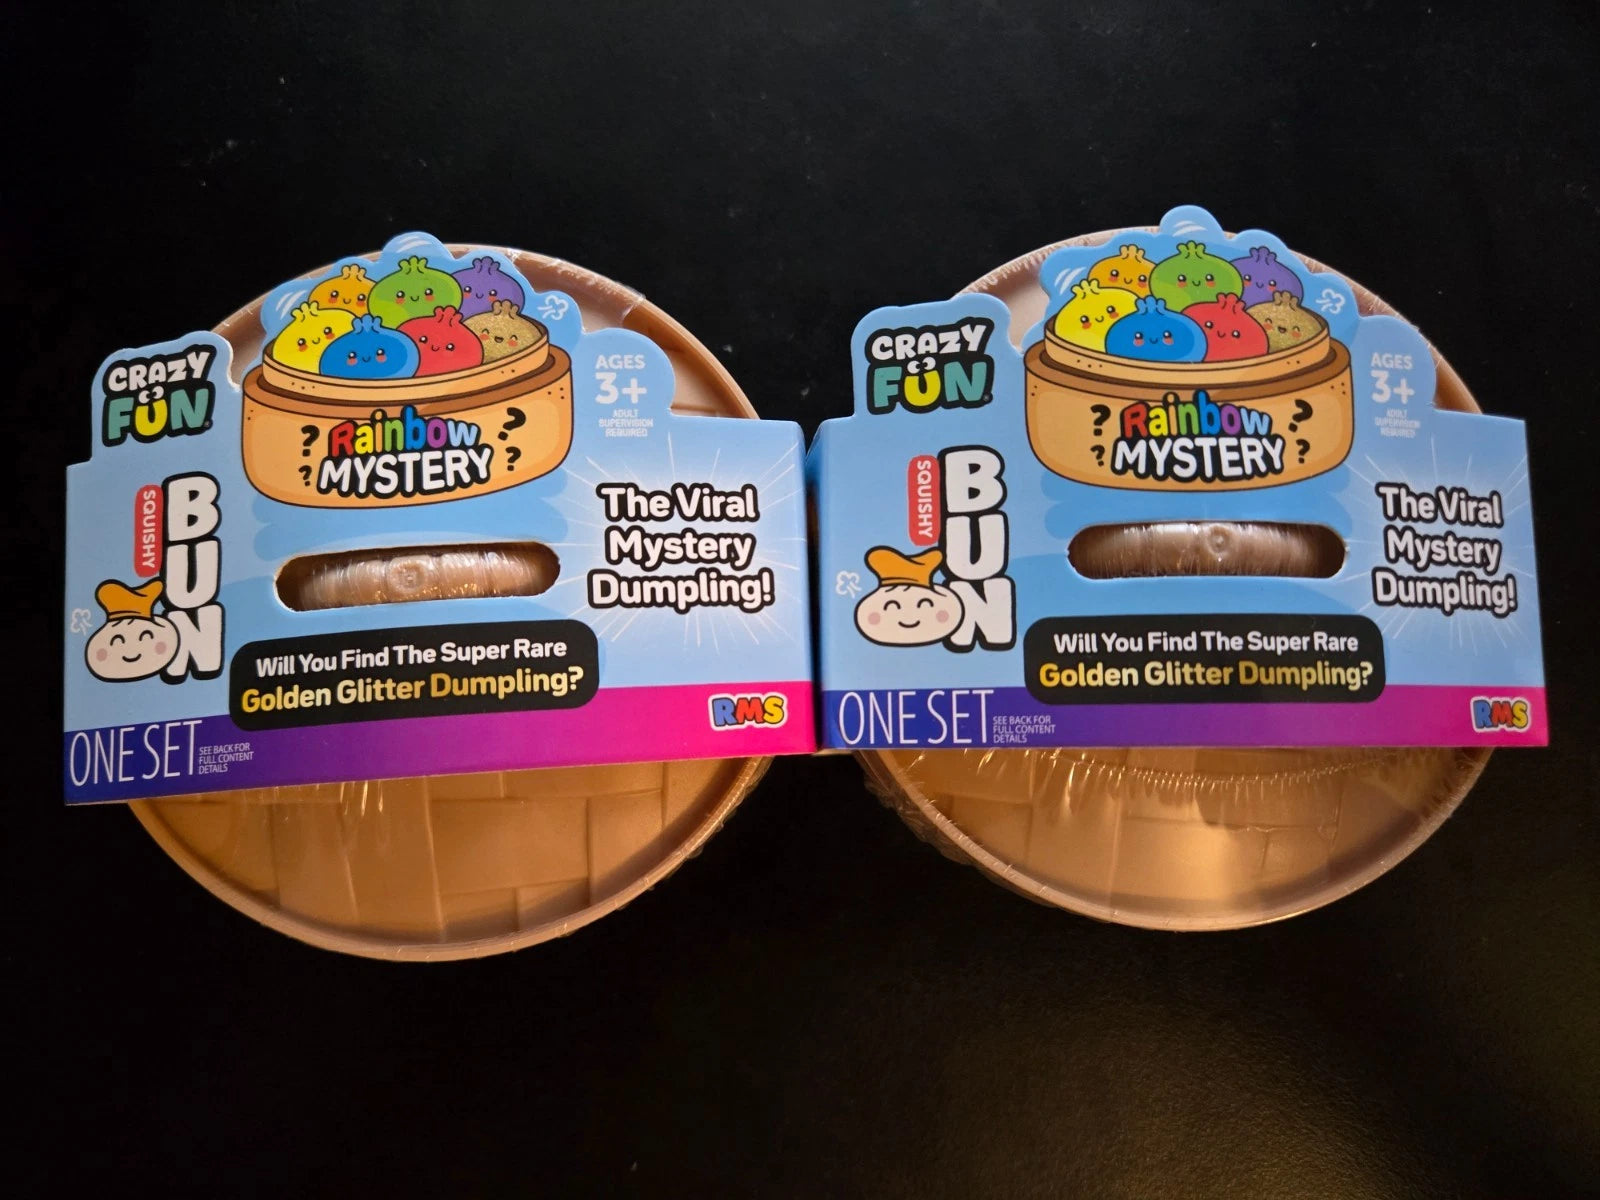 CRAZY
FUN
SQUISHY
BUN
? Rainbow ?
? MYSTERY ?
AGES
3+
ADULT
SUPERVISION
REQUIRED
The Viral
Mystery
Dumpling!
Will You Find The Super Rare
Golden Glitter Dumpling?
ONE SET
SEE BACK FOR
FULL CONTENT
DETAILS
RMS
CRAZY
FUN
SQUISHY
BUN
? Rainbow ?
? MYSTERY ?
AGES
3+
ADULT
SUPERVISION
REQUIRED
The Viral
Mystery
Dumpling!
Will You Find The Super Rare
Golden Glitter Dumpling?
ONE SET
SEE BACK FOR
FULL CONTENT
DETAILS
RMS